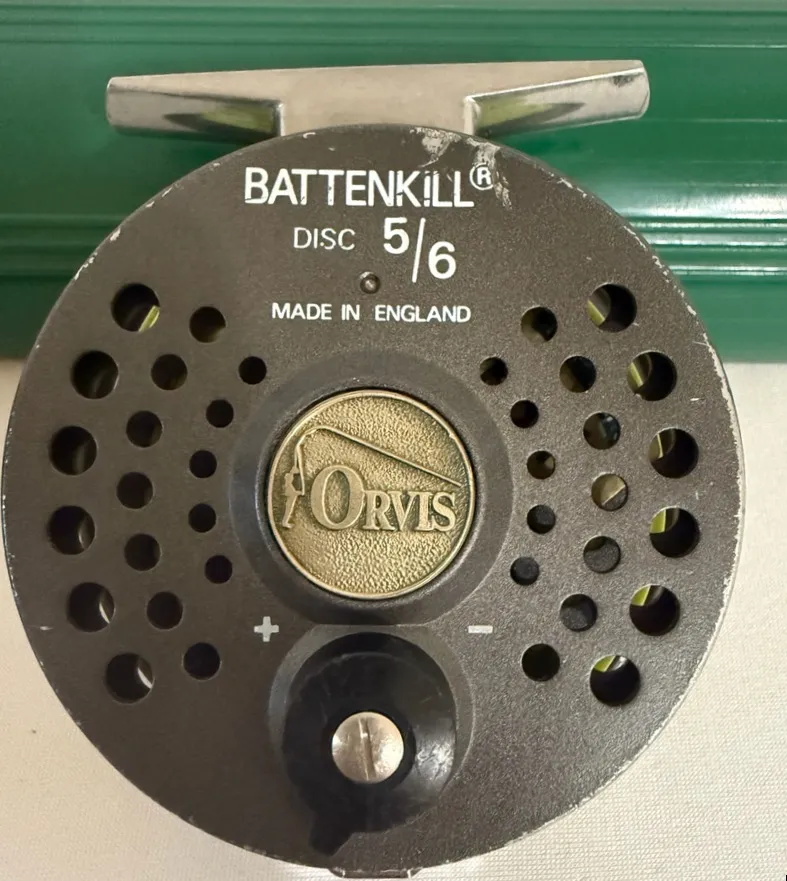 BATTENKILL®
DISC 5/6
MADE IN ENGLAND
ORVIS
+ -